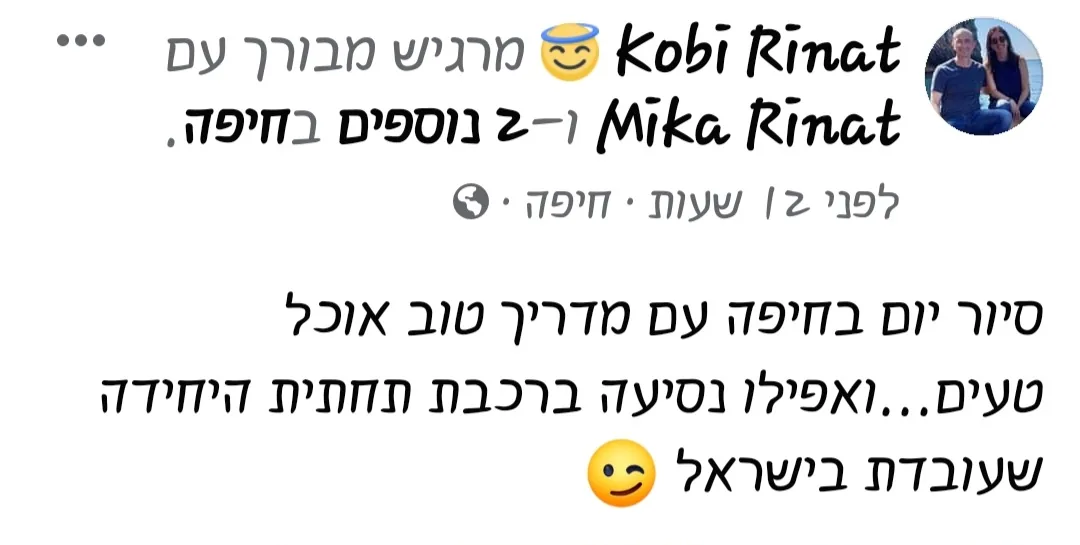 Kobi Rinat 😇 מרגיש מבורך עם
Mika Rinat ו-2 נוספים בחיפה.
לפני 12 שעות · חיפה ·
סיור יום בחיפה עם מדריך טוב אוכל
טעים...ואפילו נסיעה ברכבת תחתית היחידה
שעובדת בישראל 😉